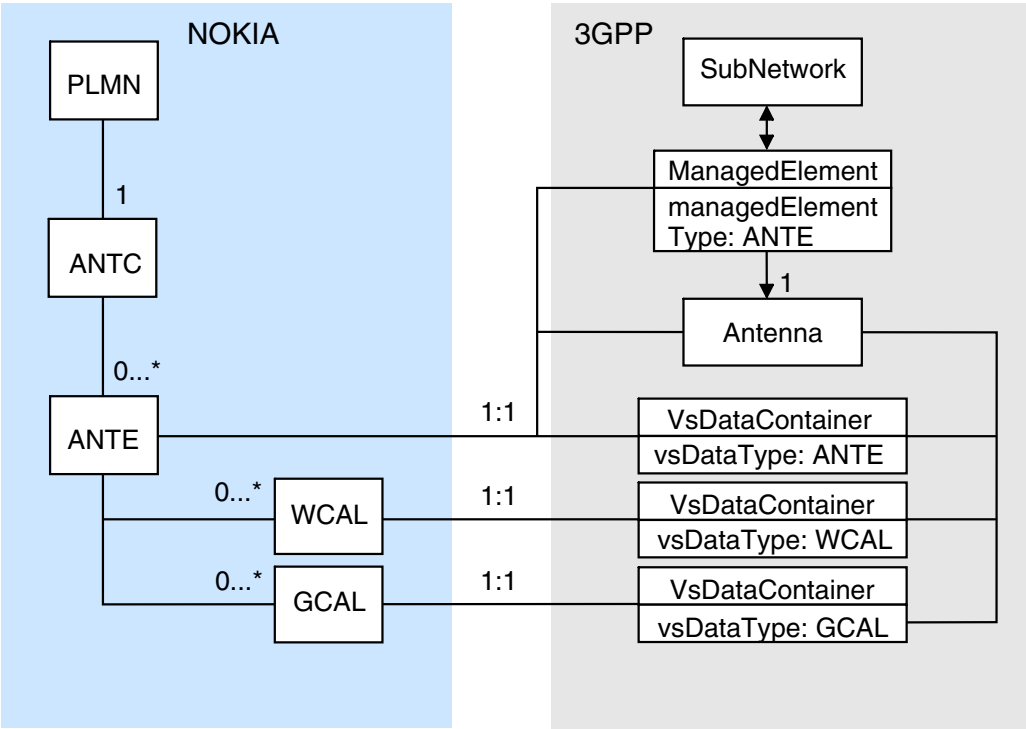 NOKIA
PLMN
1
ANTC
0...*
ANTE
0...*
WCAL
0...*
GCAL
1:1
1:1
1:1
3GPP
SubNetwork
ManagedElement
managedElement
Type: ANTE
1
Antenna
VsDataContainer
vsDataType: ANTE
VsDataContainer
vsDataType: WCAL
VsDataContainer
vsDataType: GCAL